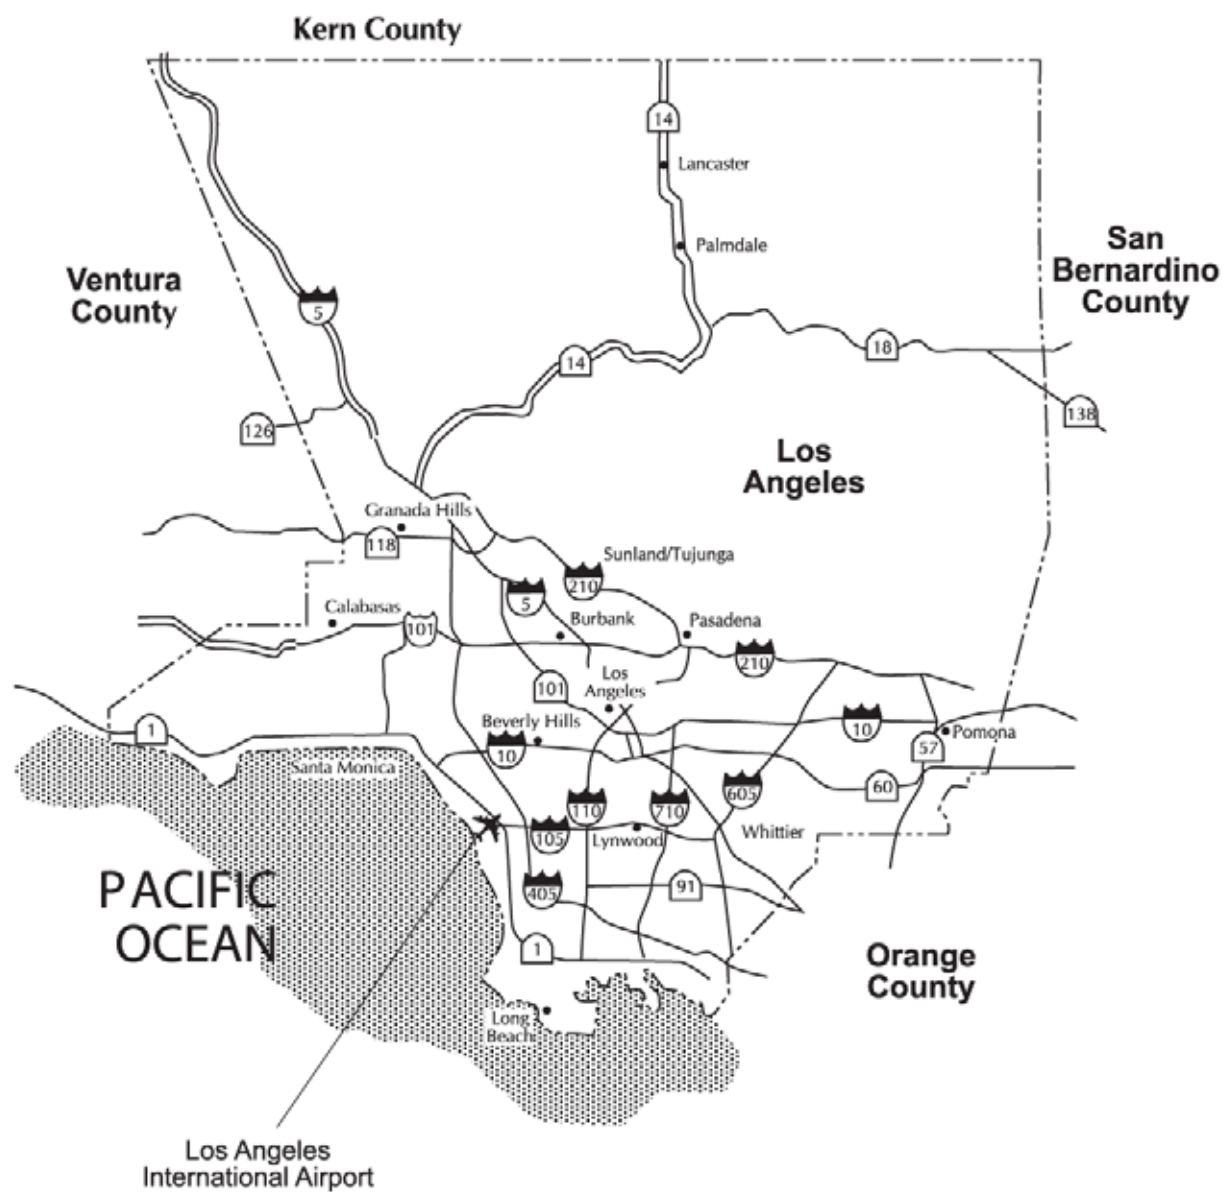 Kern County
14
Lancaster
Palmdale
San
Bernardino
County
Ventura
County
5
18
14
138
126
Los
Angeles
Granada Hills
118
Sunland/Tujunga
210
5
Calabasas
101
Burbank
Pasadena
210
Los
Angeles
101
1
Beverly Hills
10
10
Pomona
57
Santa Monica
60
605
110
710
105
Lynwood
Whittier
PACIFIC
OCEAN
405
91
1
Orange
County
Long
Beach
Los Angeles
International Airport